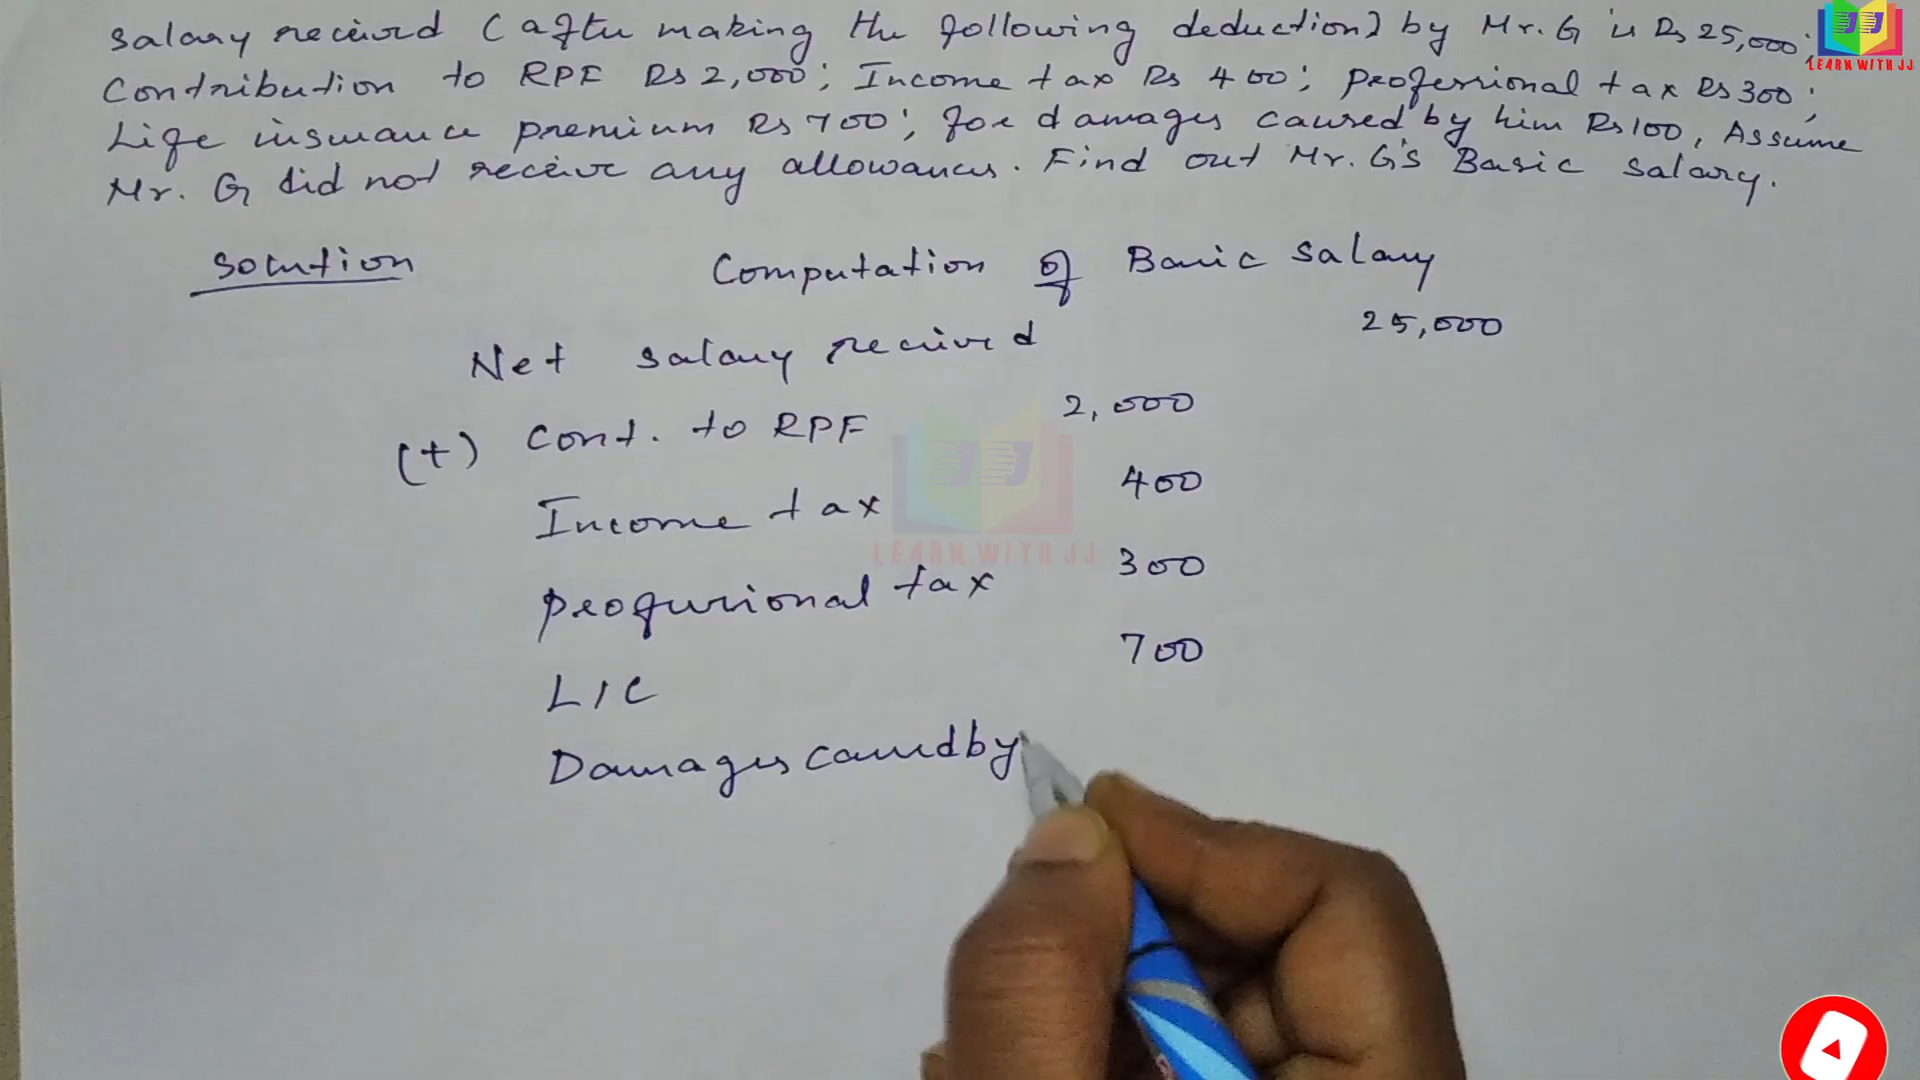 Salary received (after making the following deduction) by Mr. G is Rs 25,000;
Contribution to RPF Rs 2,000; Income tax Rs 400; professional tax Rs 300;
Life insurance premium Rs 700; for damages caused by him Rs 100, Assume
Mr. G did not receive any allowances. Find out Mr. G's Basic salary.
LEARN WITH JJ
Solution
Computation of Basic Salary
Net salary received 25,000
(+) Cont. to RPF 2,000
Income tax 400
LEARN WITH JJ
professional tax 300
LIC 700
Damages caused by